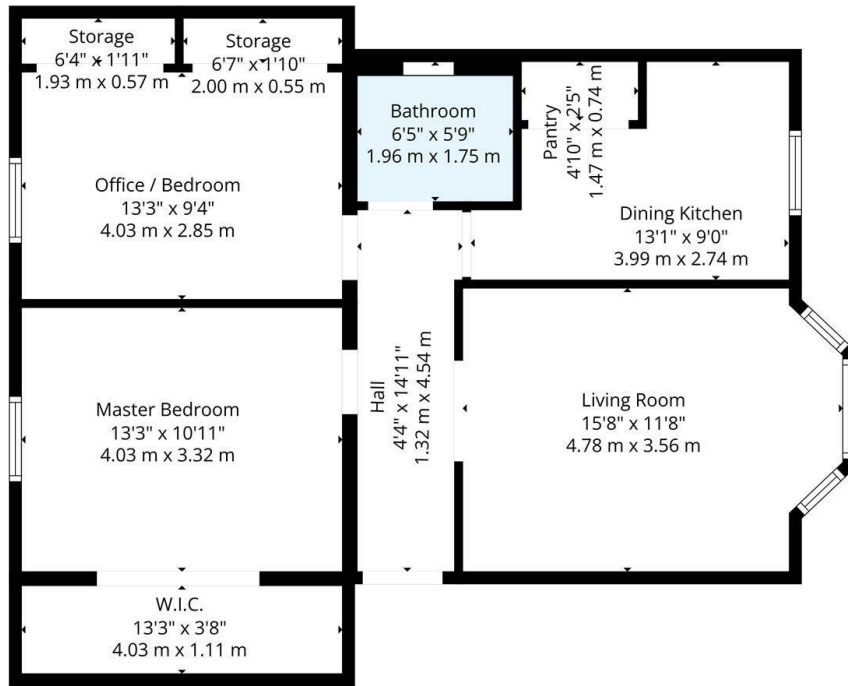 Storage
6'4" x 1'11"
1.93 m x 0.57 m
Storage
6'7" x 1'10"
2.00 m x 0.55 m
Bathroom
6'5" x 5'9"
1.96 m x 1.75 m
Pantry
4'10" x 2'5"
1.47 m x 0.74 m
Office / Bedroom
13'3" x 9'4"
4.03 m x 2.85 m
Dining Kitchen
13'1" x 9'0"
3.99 m x 2.74 m
Master Bedroom
13'3" x 10'11"
4.03 m x 3.32 m
Hall
4'4" x 14'11"
1.32 m x 4.54 m
Living Room
15'8" x 11'8"
4.78 m x 3.56 m
W.I.C.
13'3" x 3'8"
4.03 m x 1.11 m